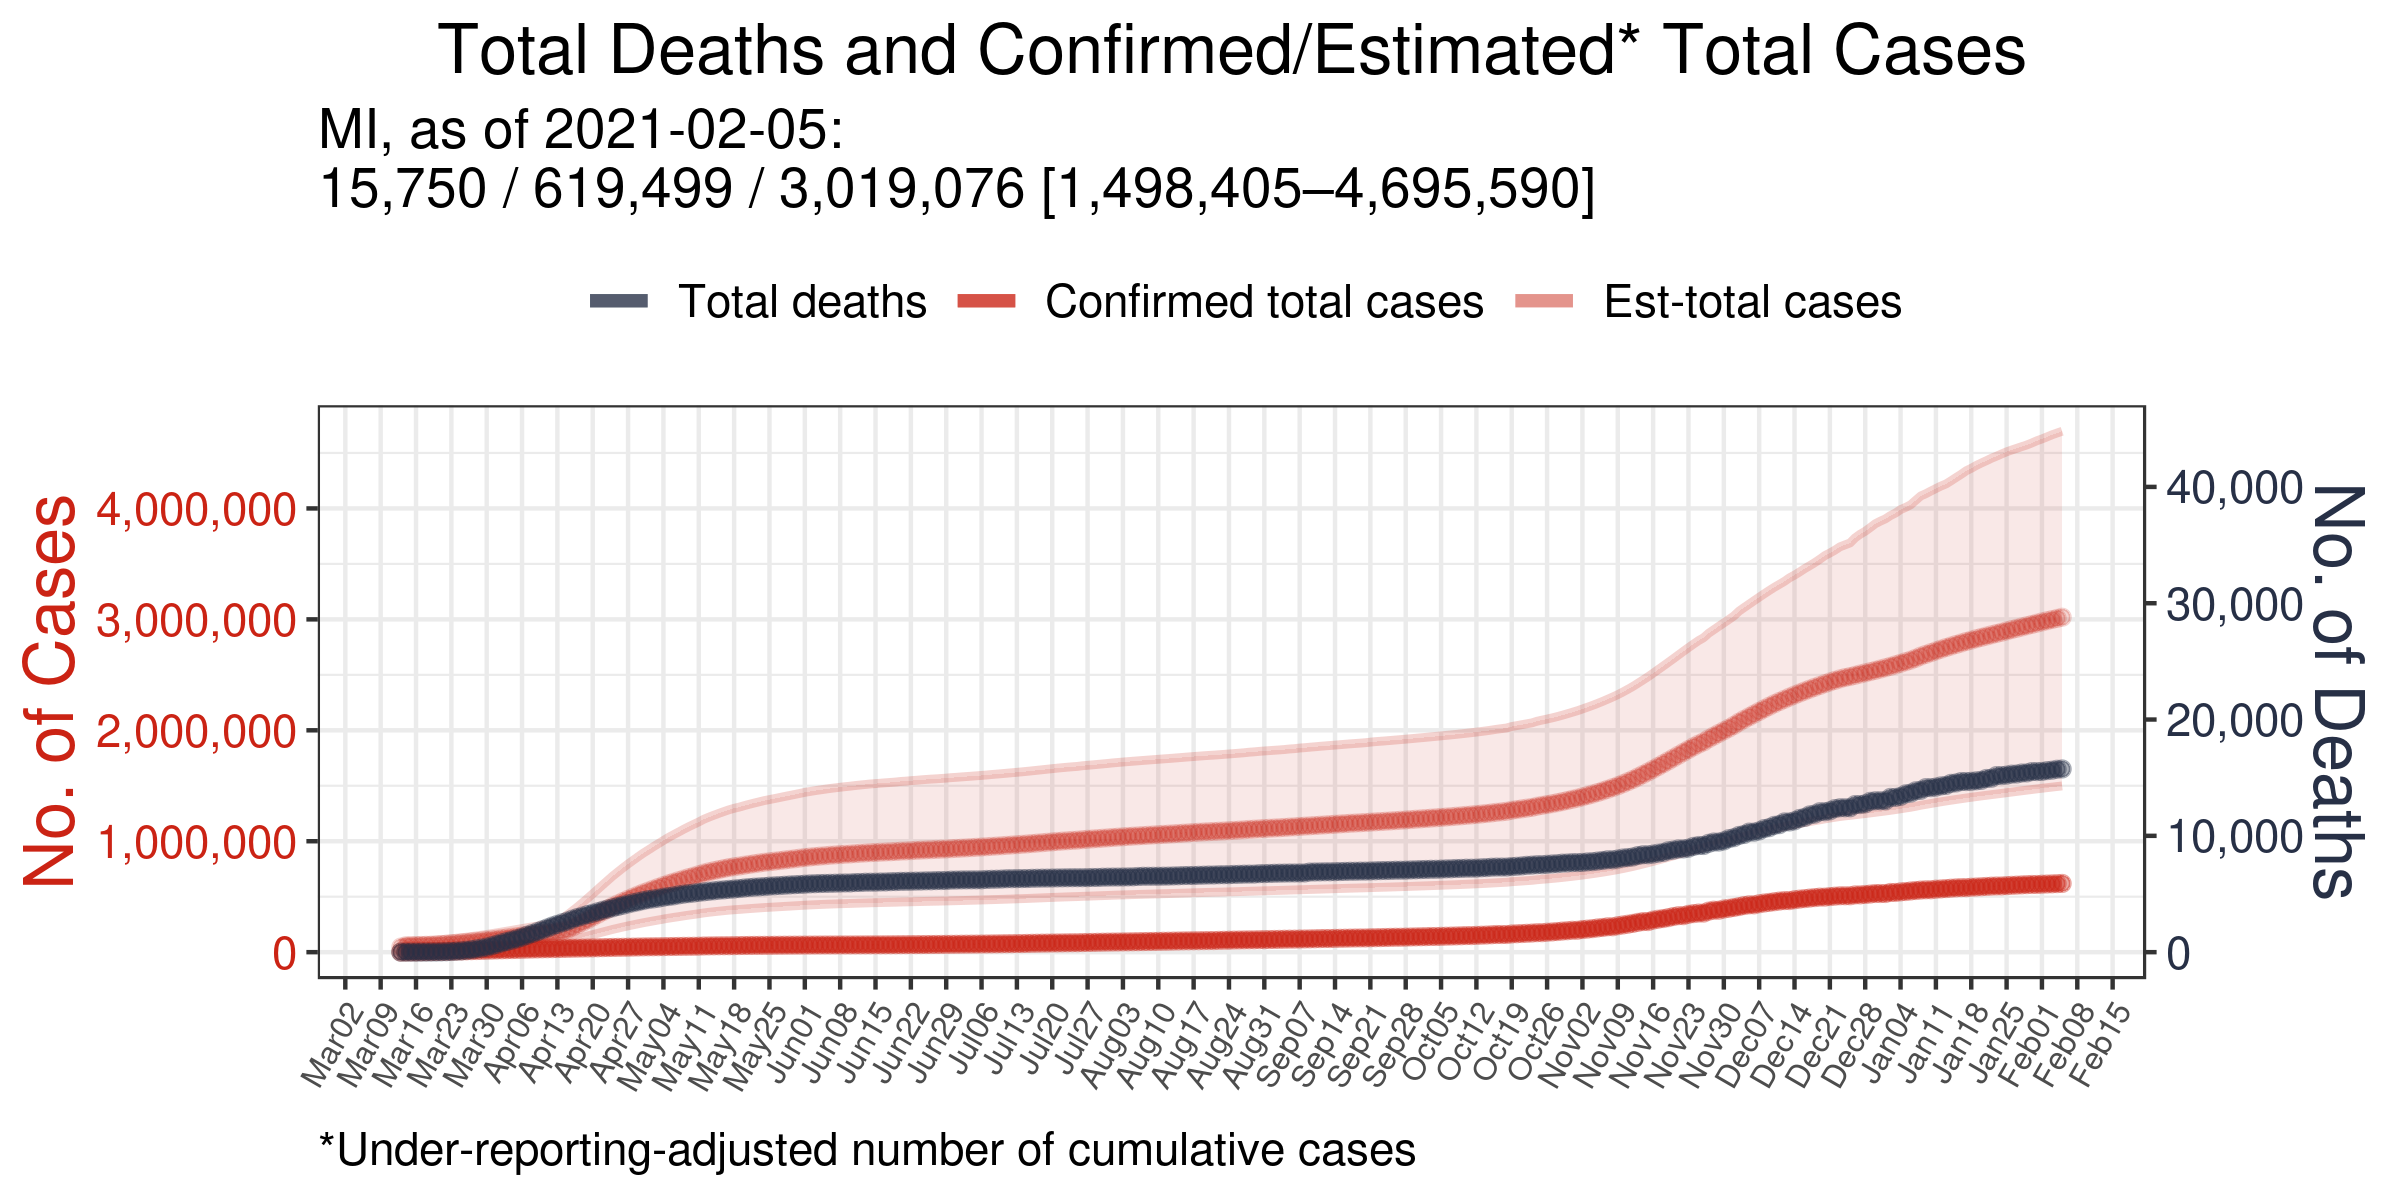 Total Deaths and Confirmed/Estimated* Total Cases
MI, as of 2021-02-05:
15,750 / 619,499 / 3,019,076 [1,498,405–4,695,590]
Total deaths
Confirmed total cases
Est-total cases
No. of Cases
4,000,000
3,000,000
2,000,000
1,000,000
0
40,000
30,000
20,000
10,000
0
No. of Deaths
Mar02
Mar09
Mar16
Mar23
Mar30
Apr06
Apr13
Apr20
Apr27
May04
May11
May18
May25
Jun01
Jun08
Jun15
Jun22
Jun29
Jul06
Jul13
Jul20
Jul27
Aug03
Aug10
Aug17
Aug24
Aug31
Sep07
Sep14
Sep21
Sep28
Oct05
Oct12
Oct19
Oct26
Nov02
Nov09
Nov16
Nov23
Nov30
Dec07
Dec14
Dec21
Dec28
Jan04
Jan11
Jan18
Jan25
Feb01
Feb08
Feb15
*Under-reporting-adjusted number of cumulative cases